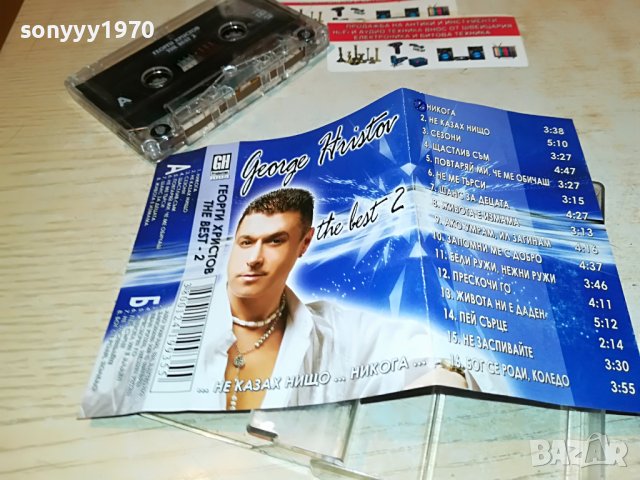 sonyyy1970
ПРОДАЖБА НА АНТИКИ И ИНСТРУМЕНТИ
HI-FI И АУДИО ТЕХНИКА ВНОС ОТ ШВЕЙЦАРИЯ
ЕЛЕКТРОНИКА И БИТОВА ТЕХНИКА
ГЕОРГИ ХРИСТОВ
A
George Hristov
the best 2
GH
ГЕОРГИ ХРИСТОВ
THE BEST - 2
А
Б
НИКОГА 3:38
2. НЕ КАЗАХ НИЩО 5:10
3. СЕЗОНИ 3:27
4. ЩАСТЛИВ СЪМ 4:47
5. ПОВТАРЯЙ МИ, ЧЕ МЕ ОБИЧАШ 3:27
6. НЕ МЕ ТЪРСИ 3:15
7. ШАНС ЗА ДЕЦАТА 4:27
8. ЖИВОТА Е ИЗМАМА 3:13
9. АКО УМРАМ, ИЛ ЗАГИНАМ 4:16
10. ЗАПОМНИ МЕ С ДОБРО 4:37
11. БЕЛИ РУЖИ, НЕЖНИ РУЖИ 3:46
12. ПРЕСКОЧИ ГО 4:11
13. ЖИВОТА НИ Е ДАДЕН 5:12
14. ПЕЙ СЪРЦЕ 2:14
15. НЕ ЗАСПИВАЙТЕ 3:30
16. БОГ СЕ РОДИ, КОЛЕДО 3:55
... НЕ КАЗАХ НИЩО ... НИКОГА ...
BAZAR